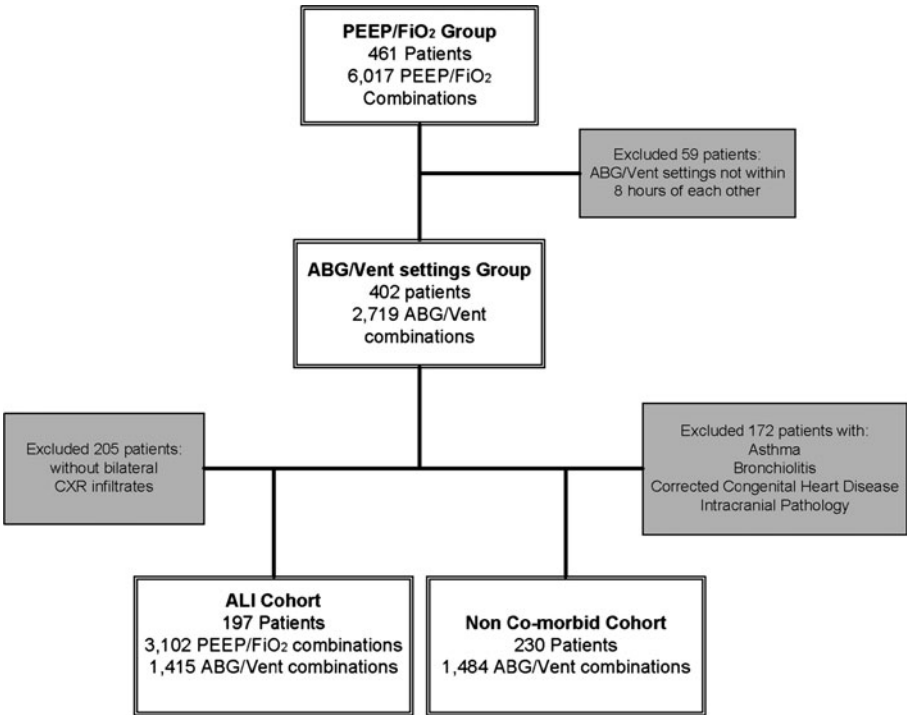 PEEP/FiO₂ Group
461 Patients
6,017 PEEP/FiO₂
Combinations
Excluded 59 patients:
ABG/Vent settings not within
8 hours of each other
ABG/Vent settings Group
402 patients
2,719 ABG/Vent
combinations
Excluded 205 patients:
without bilateral
CXR infiltrates
Excluded 172 patients with:
Asthma
Bronchiolitis
Corrected Congenital Heart Disease
Intracranial Pathology
ALI Cohort
197 Patients
3,102 PEEP/FiO2 combinations
1,415 ABG/Vent combinations
Non Co-morbid Cohort
230 Patients
1,484 ABG/Vent combinations